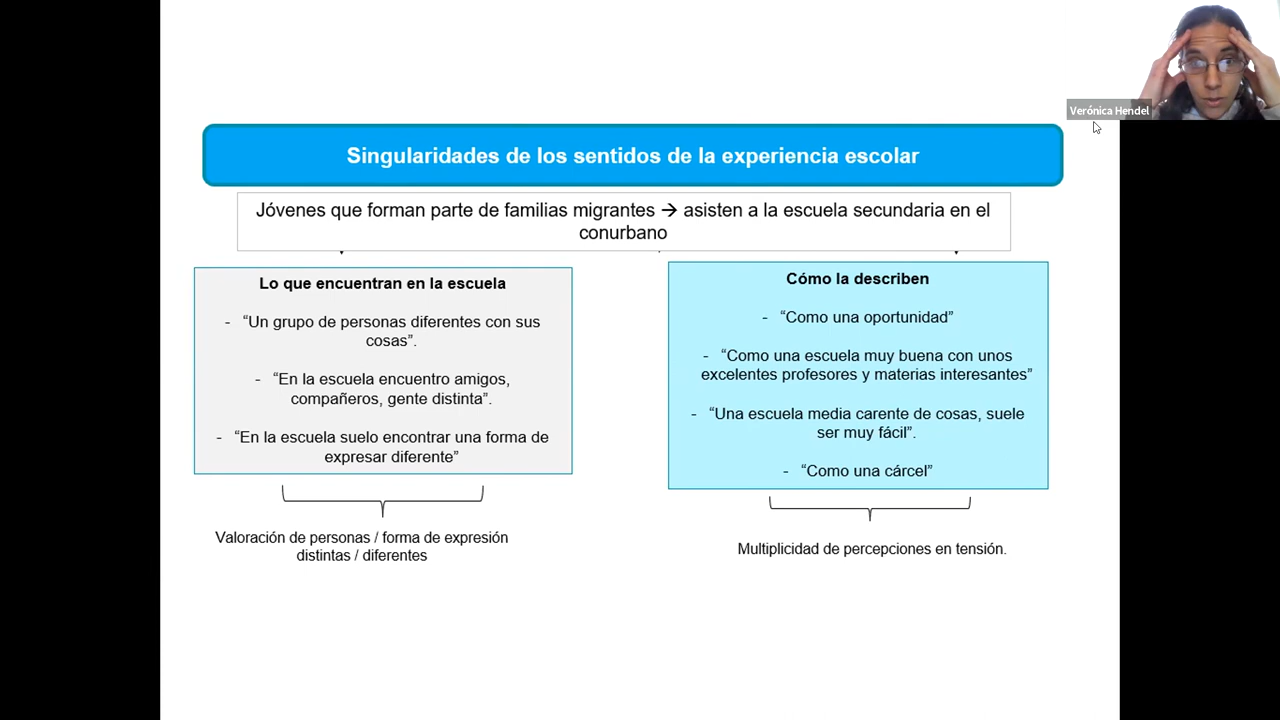 Verónica Hendel
Singularidades de los sentidos de la experiencia escolar
Jóvenes que forman parte de familias migrantes → asisten a la escuela secundaria en el
conurbano
Lo que encuentran en la escuela
- “Un grupo de personas diferentes con sus
cosas”.
- “En la escuela encuentro amigos,
compañeros, gente distinta”.
- “En la escuela suelo encontrar una forma de
expresar diferente”
Valoración de personas / forma de expresión
distintas / diferentes
Cómo la describen
- “Como una oportunidad”
- “Como una escuela muy buena con unos
excelentes profesores y materias interesantes”
- “Una escuela media carente de cosas, suele
ser muy fácil”.
- “Como una cárcel”
Multiplicidad de percepciones en tensión.